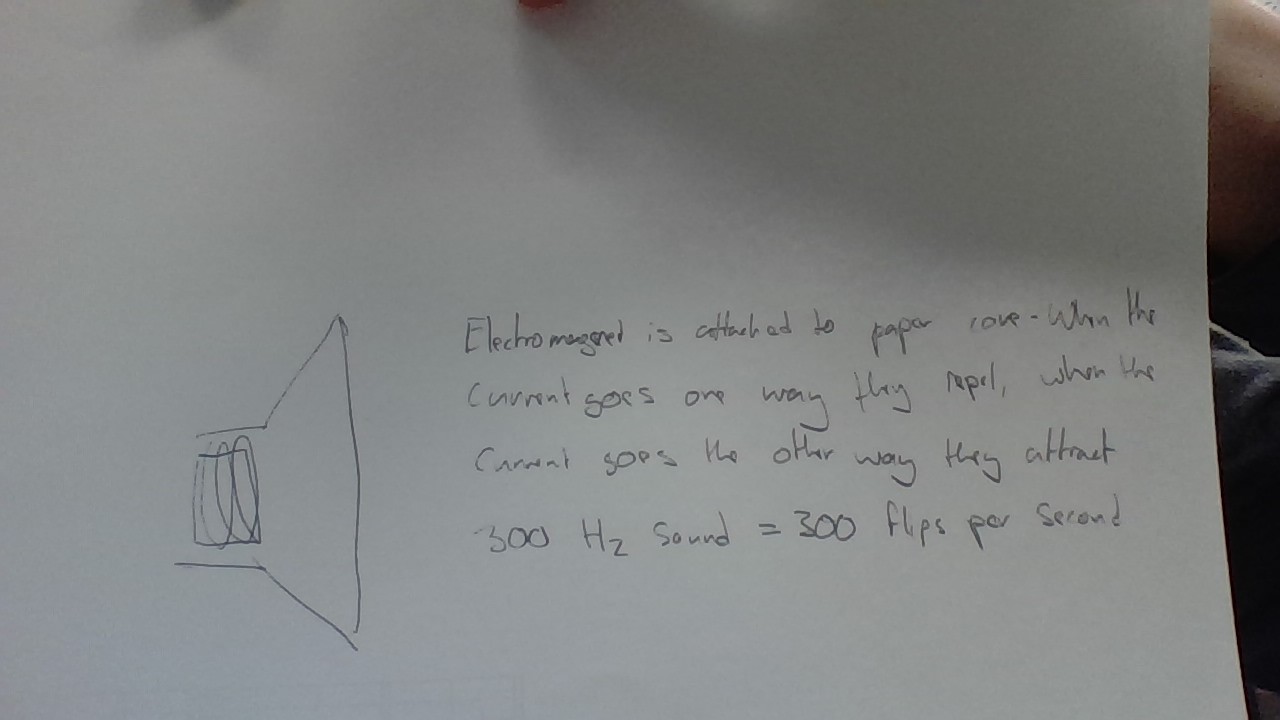 Electromagned is attached to paper cone - When the
Current goes one way they repel, when the
Current goes the other way they attract
300 Hz Sound = 300 flips per second